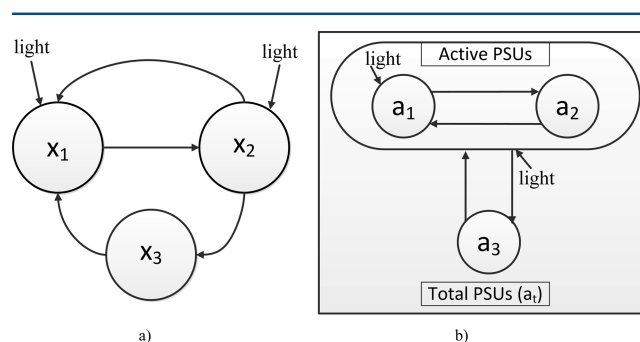 light
light
x₁
x₂
x₃
a)
Active PSUs
light
a₁
a₂
light
a₃
Total PSUs (aₜ)
b)